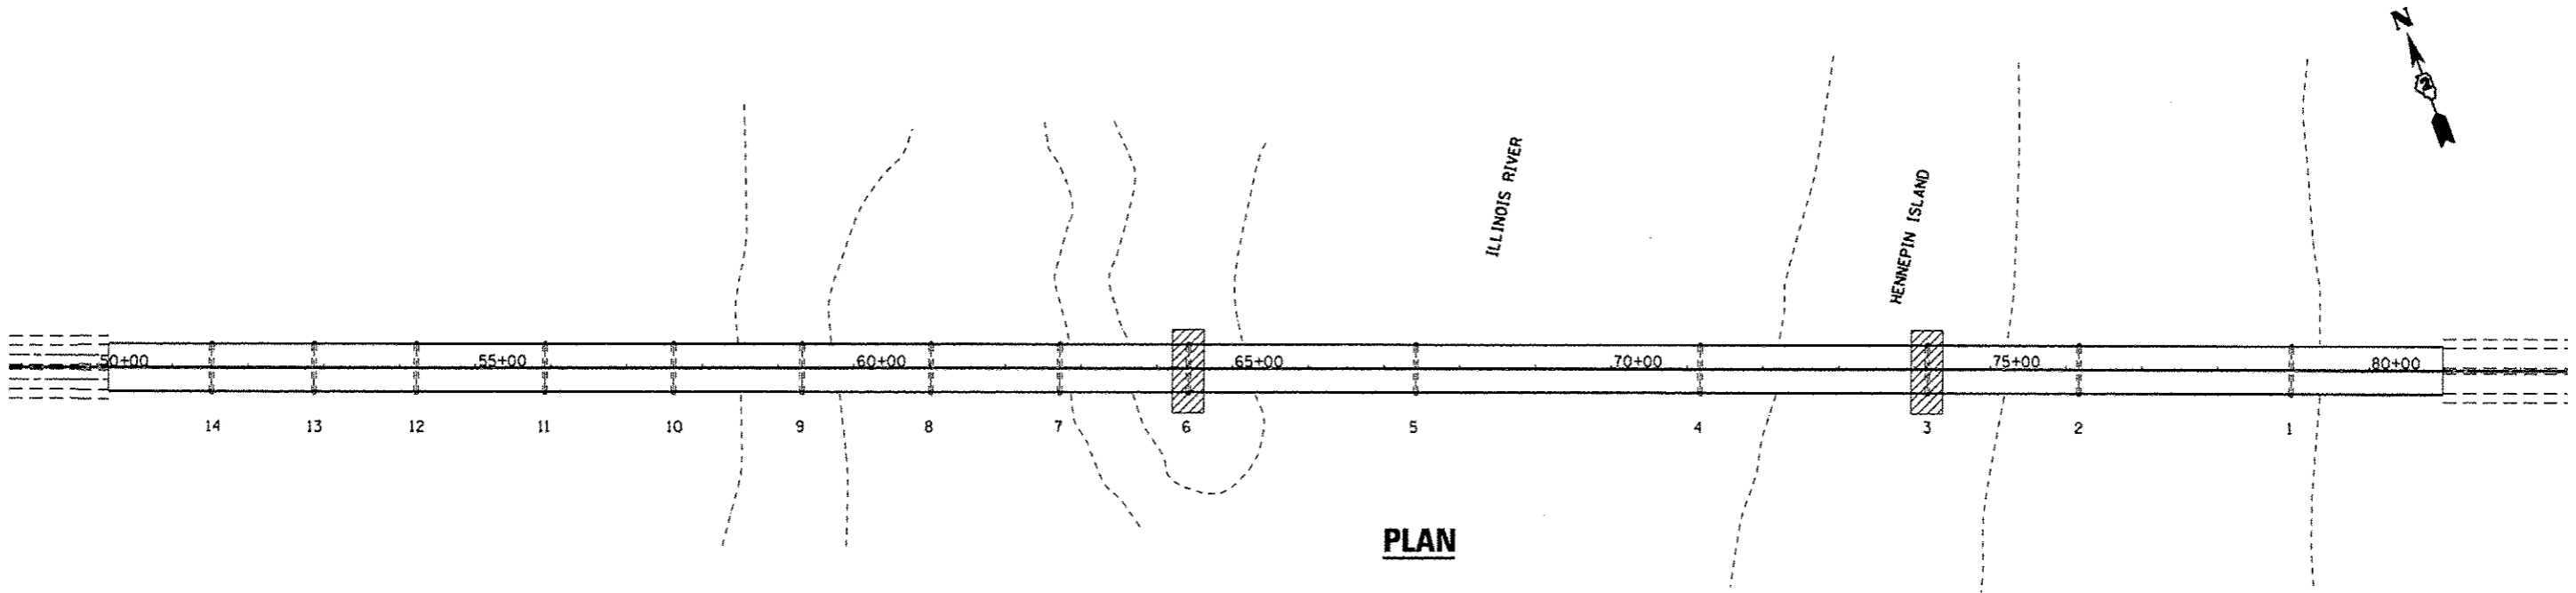 N
2
ILLINOIS RIVER
HENNEPIN ISLAND
50+00 55+00 60+00 65+00 70+00 75+00 80+00
14 13 12 11 10 9 8 7 6 5 4 3 2 1
PLAN